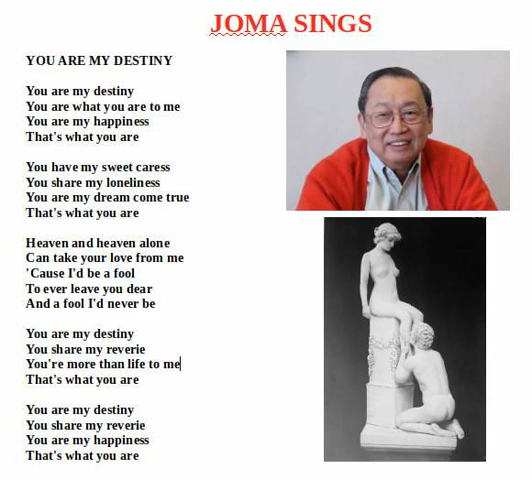 JOMA SINGS
YOU ARE MY DESTINY
You are my destiny
You are what you are to me
You are my happiness
That's what you are
You have my sweet caress
You share my loneliness
You are my dream come true
That's what you are
Heaven and heaven alone
Can take your love from me
'Cause I'd be a fool
To ever leave you dear
And a fool I'd never be
You are my destiny
You share my reverie
You're more than life to me
That's what you are
You are my destiny
You share my reverie
You are my happiness
That's what you are